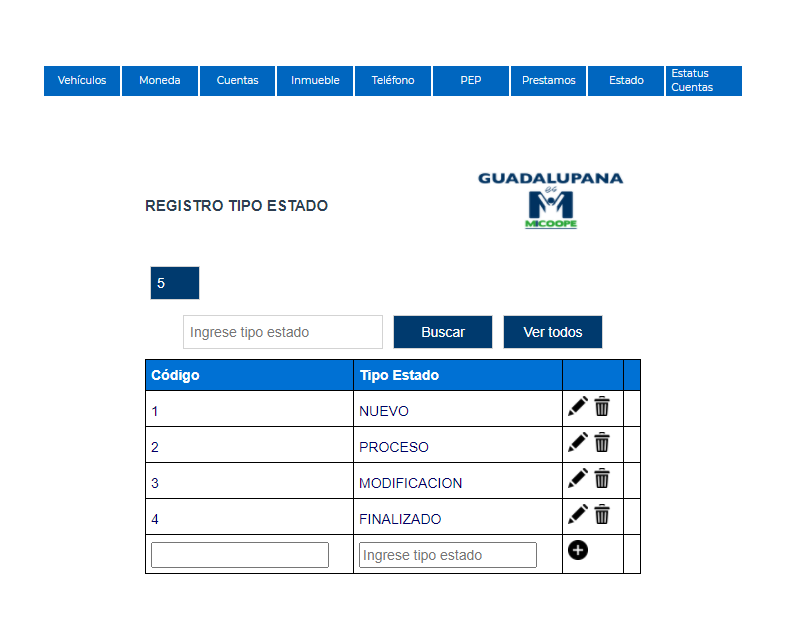 Vehículos Moneda Cuentas Inmueble Teléfono PEP Prestamos Estado Estatus
Cuentas
GUADALUPANA
es
MICOOPE
REGISTRO TIPO ESTADO
5
Ingrese tipo estado Buscar Ver todos
Código Tipo Estado
1 NUEVO
2 PROCESO
3 MODIFICACION
4 FINALIZADO
Ingrese tipo estado